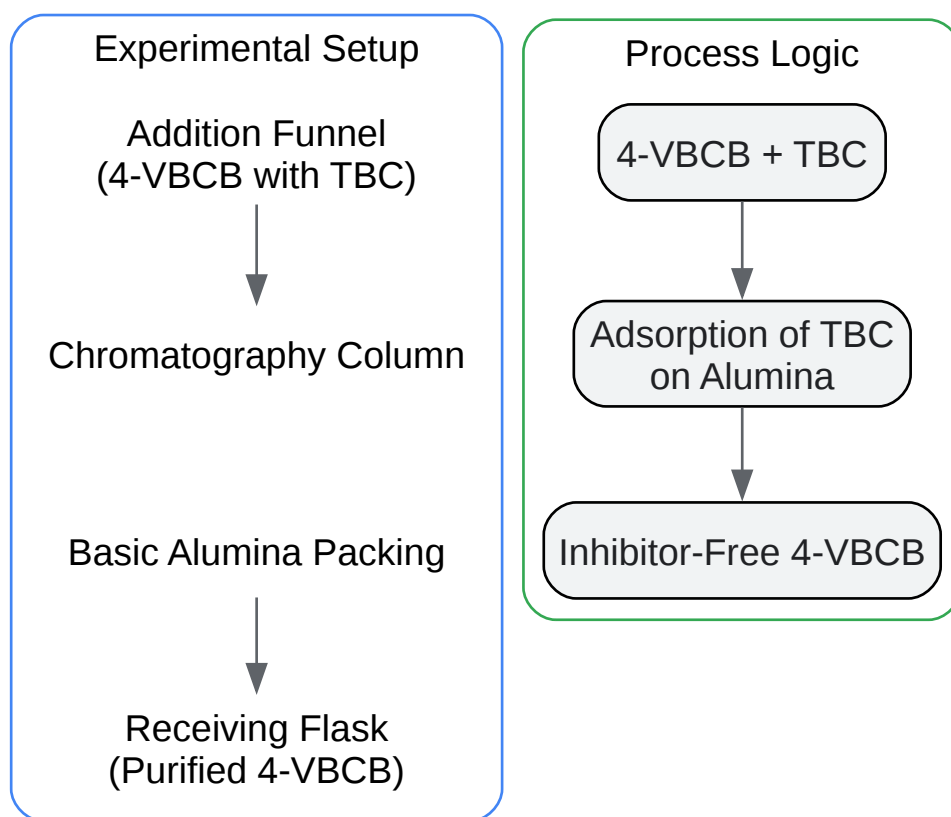 Experimental Setup
Addition Funnel
(4-VBCB with TBC)
Chromatography Column
Basic Alumina Packing
Receiving Flask
(Purified 4-VBCB)
Process Logic
4-VBCB + TBC
Adsorption of TBC
on Alumina
Inhibitor-Free 4-VBCB